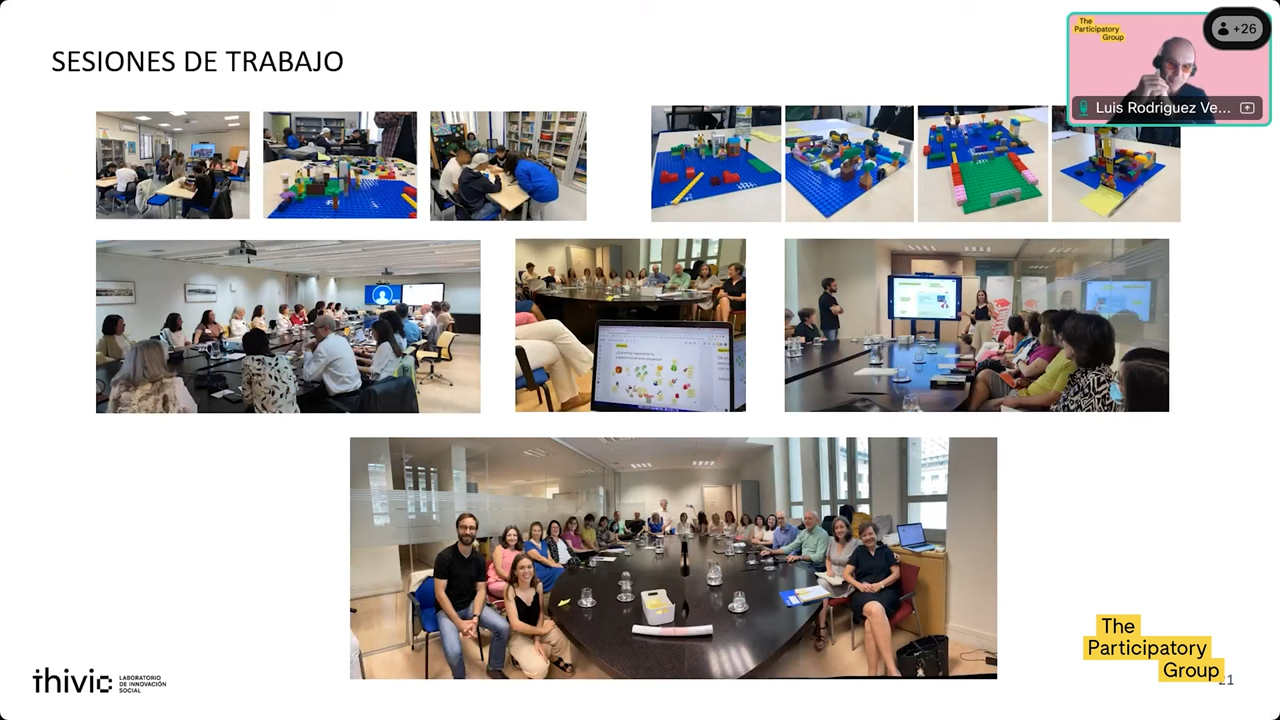 SESIONES DE TRABAJO
The
Participatory
Group
+26
Luis Rodriguez Ve...
thivic
LABORATORIO
DE INNOVACIÓN
SOCIAL
The
Participatory
Group
21